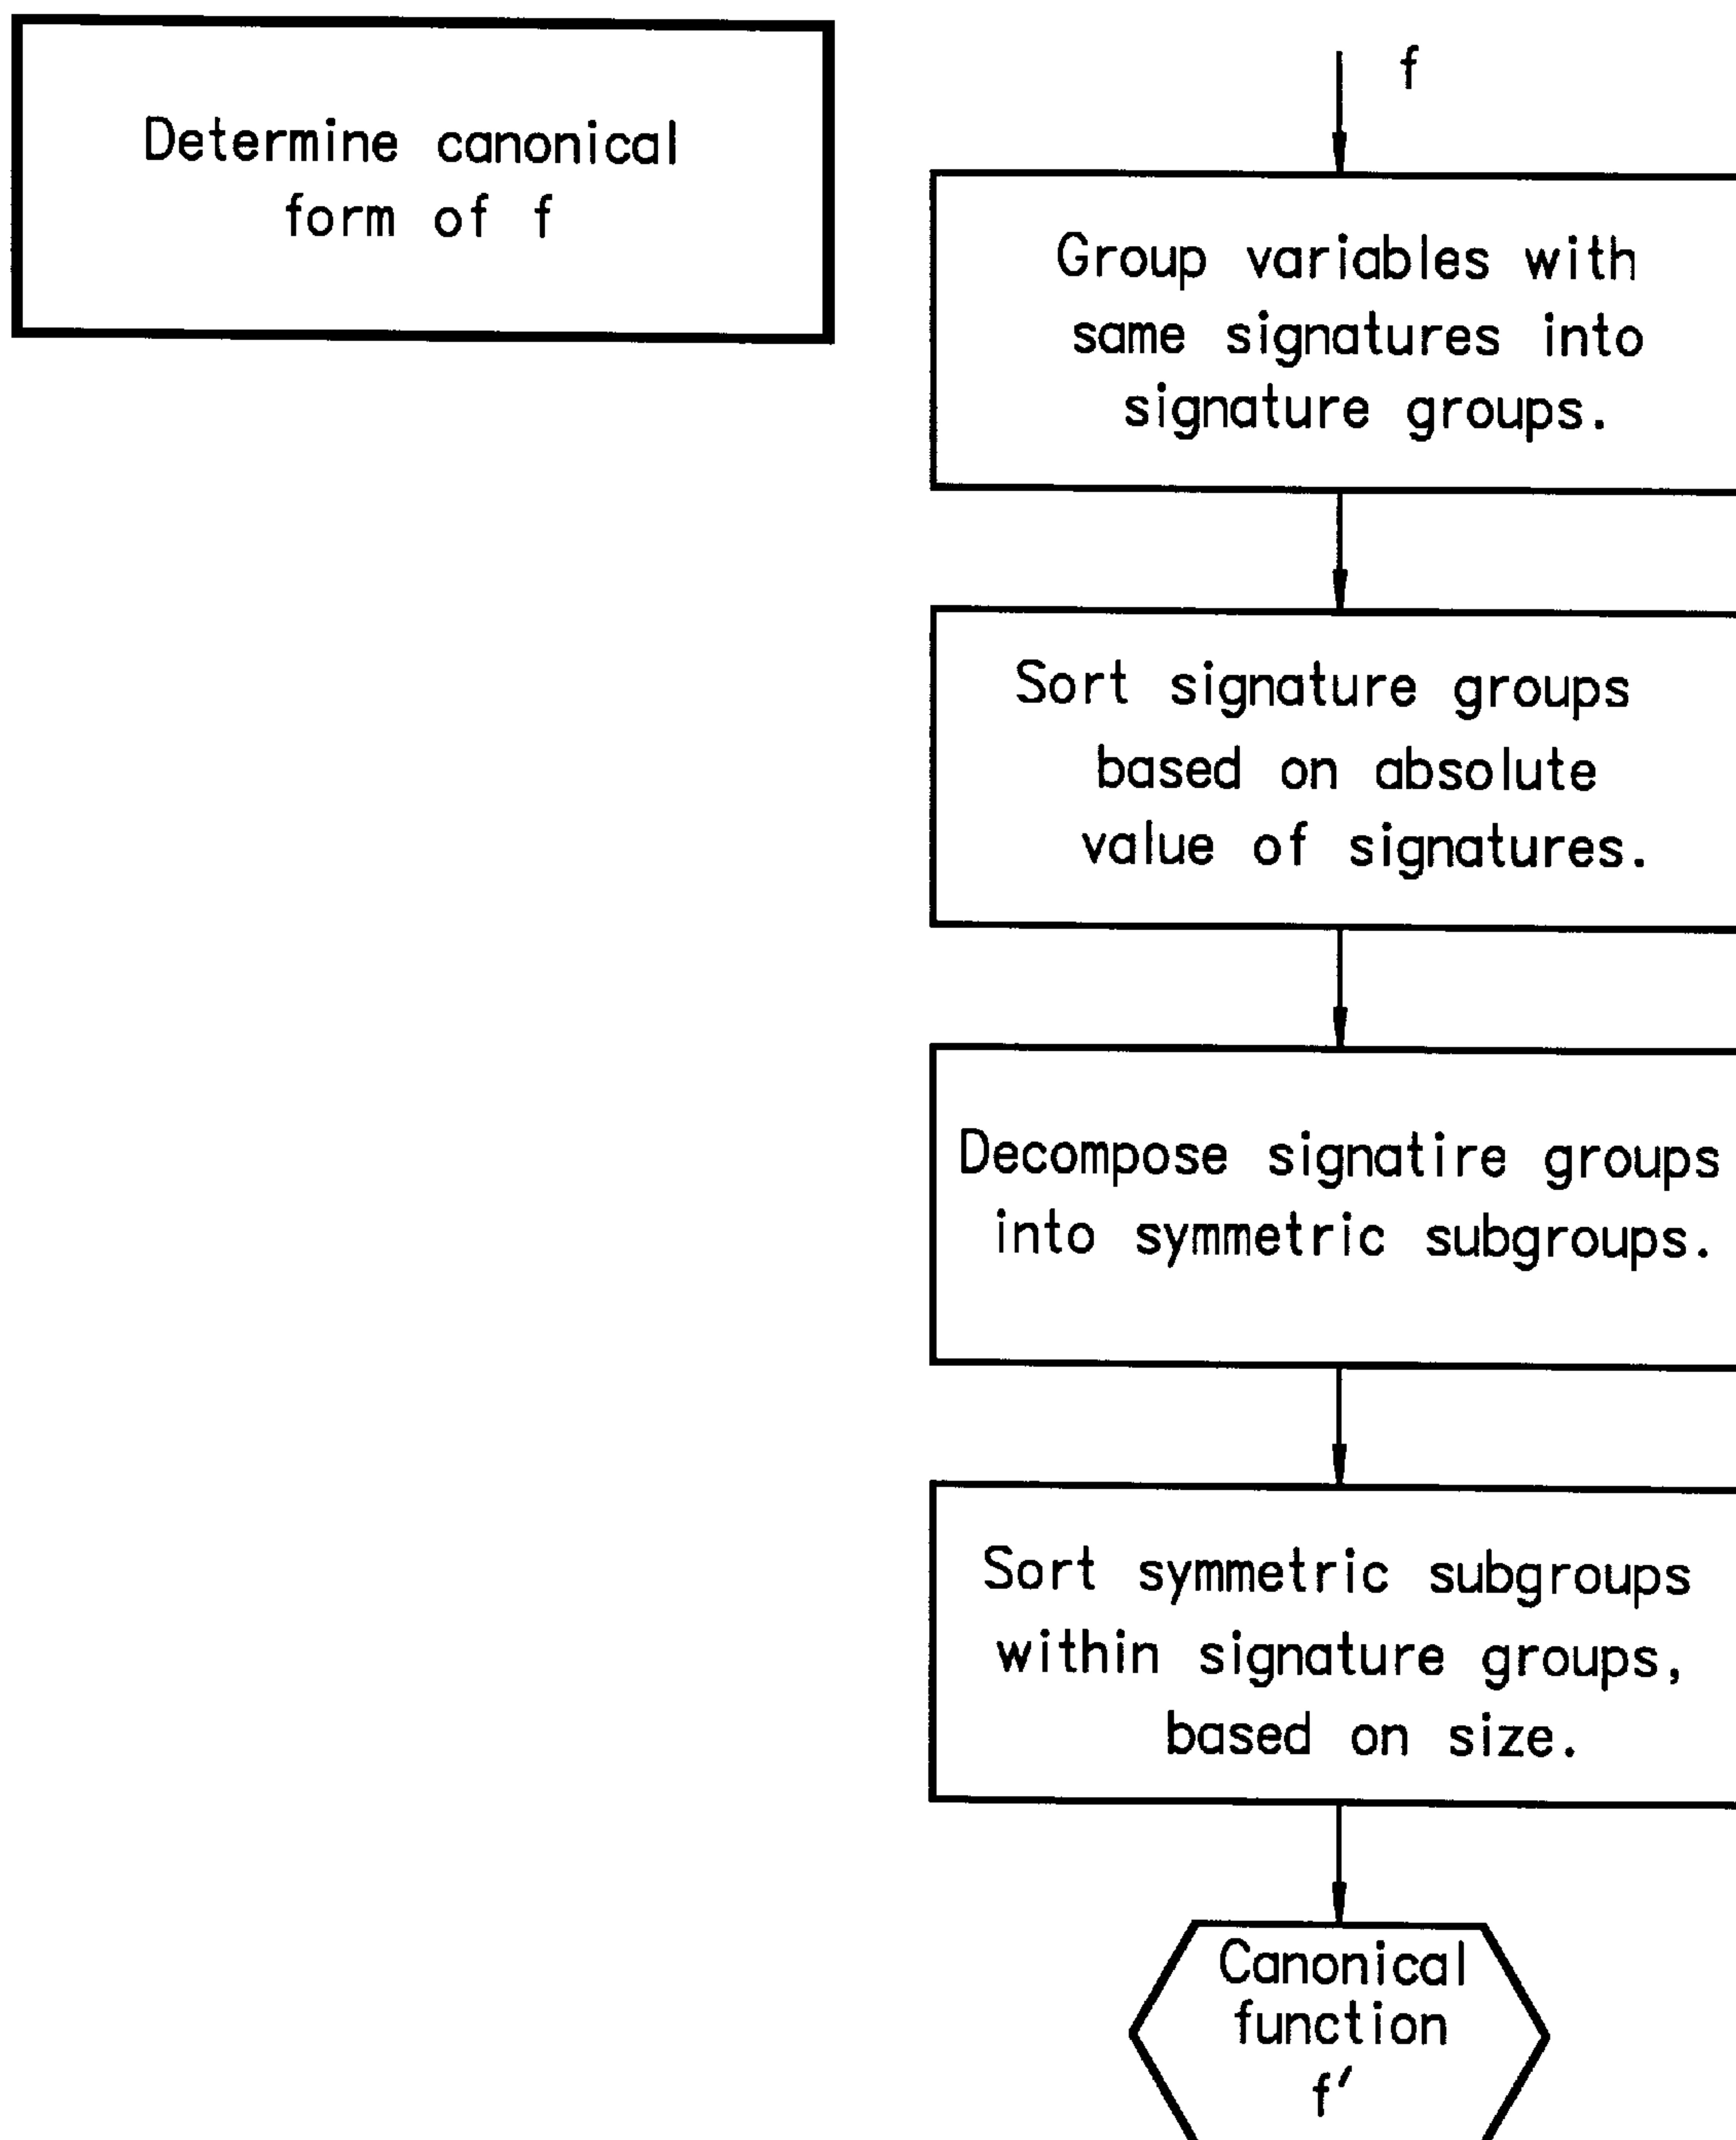 Determine canonical
form of f
f
Group variables with
same signatures into
signature groups.
Sort signature groups
based on absolute
value of signatures.
Decompose signatire groups
into symmetric subgroups.
Sort symmetric subgroups
within signature groups,
based on size.
Canonical
function
f′